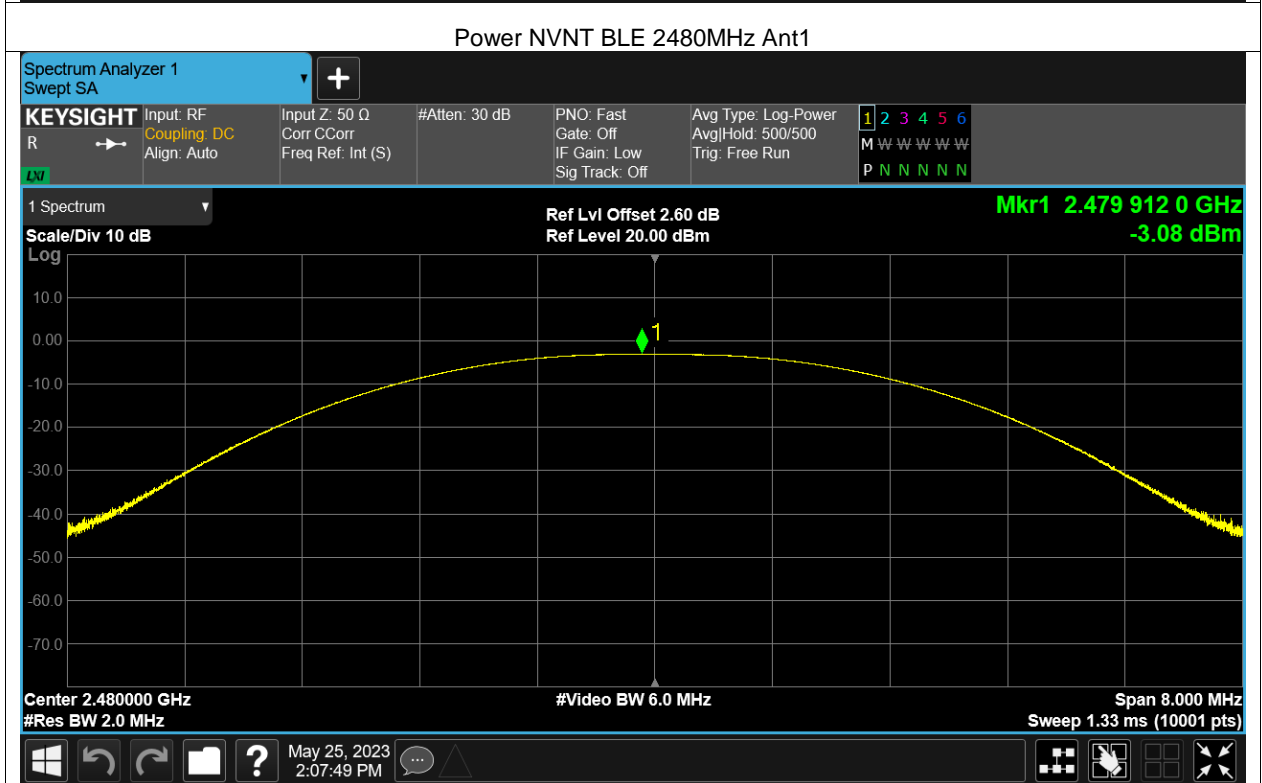 Power NVNT BLE 2480MHz Ant1
Spectrum Analyzer 1
Swept SA
KEYSIGHT
R
LXI
Input: RF
Coupling: DC
Align: Auto
Input Z: 50 Ω
Corr CCorr
Freq Ref: Int (S)
#Atten: 30 dB
PNO: Fast
Gate: Off
IF Gain: Low
Sig Track: Off
Avg Type: Log-Power
Avg|Hold: 500/500
Trig: Free Run
1 2 3 4 5 6
M W W W W W
P N N N N N
1 Spectrum
Scale/Div 10 dB
Log
Ref Lvl Offset 2.60 dB
Ref Level 20.00 dBm
Mkr1 2.479 912 0 GHz
-3.08 dBm
10.0
0.00
-10.0
-20.0
-30.0
-40.0
-50.0
-60.0
-70.0
1
Center 2.480000 GHz
#Res BW 2.0 MHz
#Video BW 6.0 MHz
Span 8.000 MHz
Sweep 1.33 ms (10001 pts)
?
May 25, 2023
2:07:49 PM